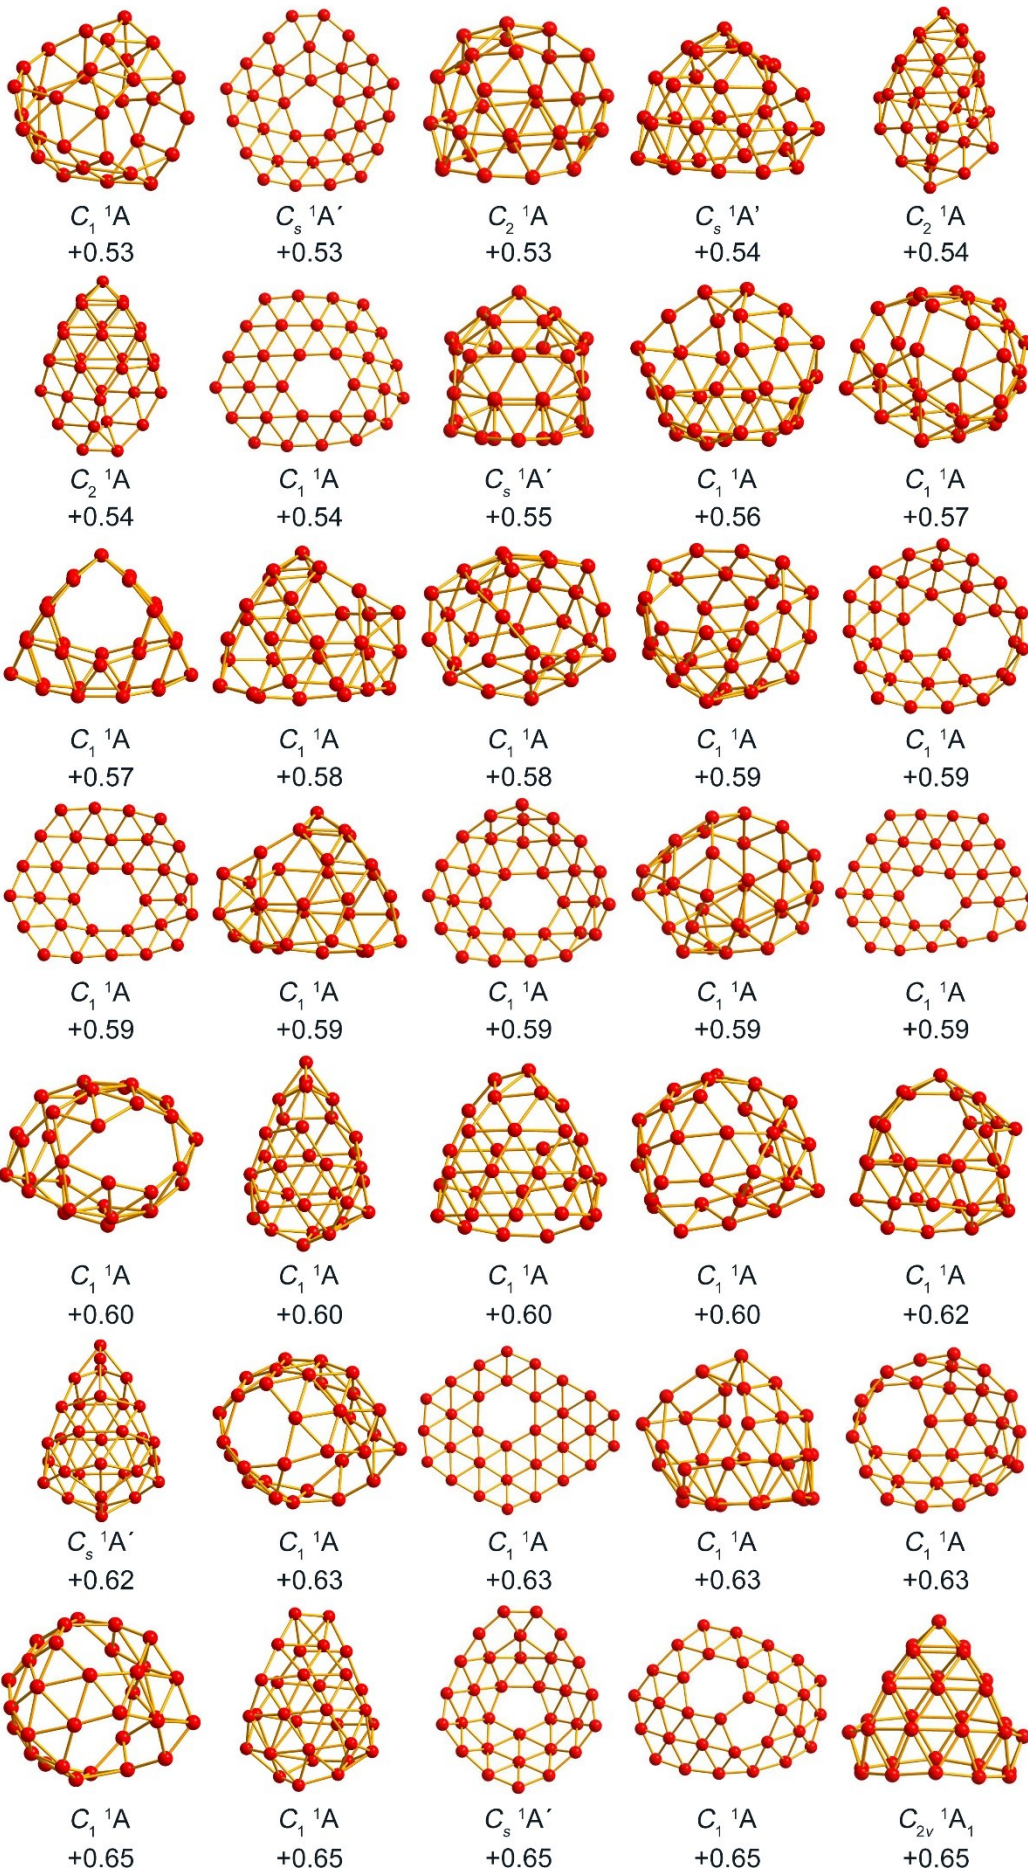 C₁ ¹A Cₛ ¹A´ C₂ ¹A Cₛ ¹A’ C₂ ¹A
+0.53 +0.53 +0.53 +0.54 +0.54
C₂ ¹A C₁ ¹A Cₛ ¹A´ C₁ ¹A C₁ ¹A
+0.54 +0.54 +0.55 +0.56 +0.57
C₁ ¹A C₁ ¹A C₁ ¹A C₁ ¹A C₁ ¹A
+0.57 +0.58 +0.58 +0.59 +0.59
C₁ ¹A C₁ ¹A C₁ ¹A C₁ ¹A C₁ ¹A
+0.59 +0.59 +0.59 +0.59 +0.59
C₁ ¹A C₁ ¹A C₁ ¹A C₁ ¹A C₁ ¹A
+0.60 +0.60 +0.60 +0.60 +0.62
Cₛ ¹A´ C₁ ¹A C₁ ¹A C₁ ¹A C₁ ¹A
+0.62 +0.63 +0.63 +0.63 +0.63
C₁ ¹A C₁ ¹A Cₛ ¹A´ C₁ ¹A C₂ᵥ ¹A₁
+0.65 +0.65 +0.65 +0.65 +0.65